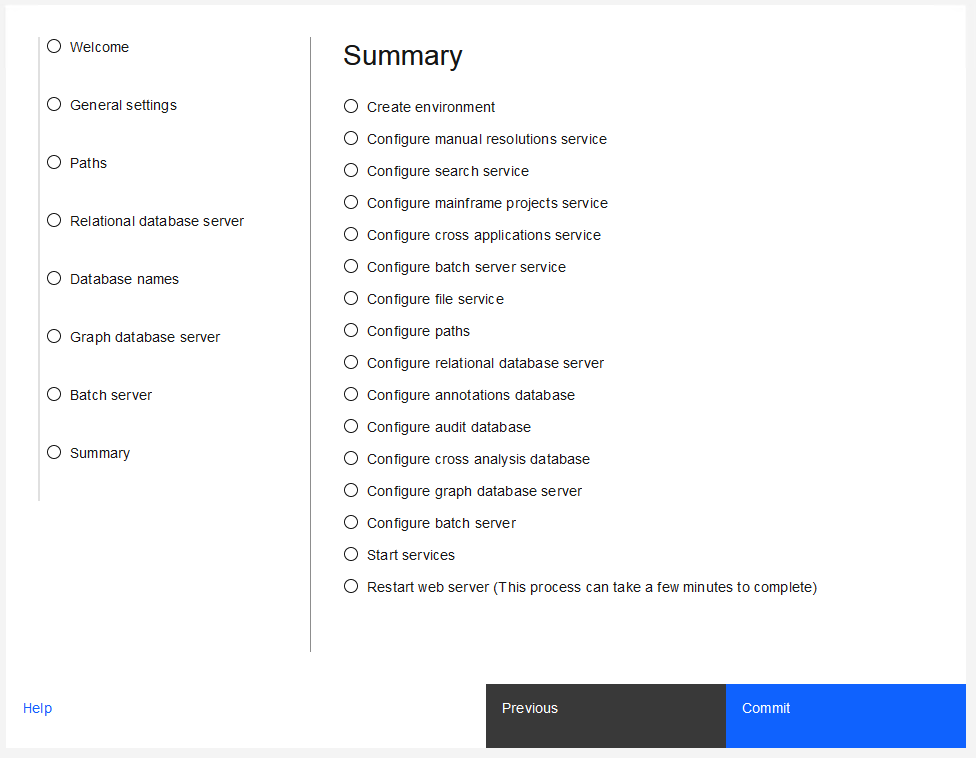 Welcome
General settings
Paths
Relational database server
Database names
Graph database server
Batch server
Summary
Summary
Create environment
Configure manual resolutions service
Configure search service
Configure mainframe projects service
Configure cross applications service
Configure batch server service
Configure file service
Configure paths
Configure relational database server
Configure annotations database
Configure audit database
Configure cross analysis database
Configure graph database server
Configure batch server
Start services
Restart web server (This process can take a few minutes to complete)
Help
Previous
Commit